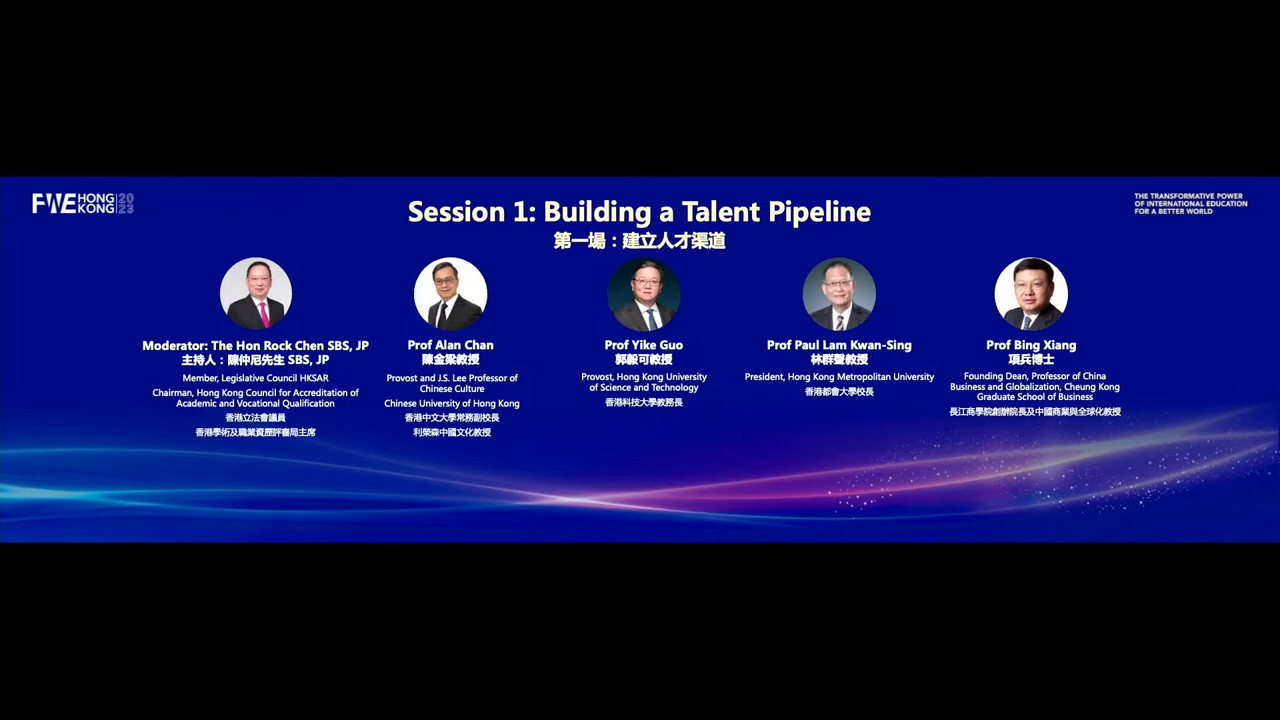 FWE HONG KONG 2023
THE TRANSFORMATIVE POWER
OF INTERNATIONAL EDUCATION
FOR A BETTER WORLD
Session 1: Building a Talent Pipeline
第一場：建立人才渠道
Moderator: The Hon Rock Chen SBS, JP
主持人：陳仲尼先生 SBS, JP
Member, Legislative Council HKSAR
Chairman, Hong Kong Council for Accreditation of
Academic and Vocational Qualification
香港立法會議員
香港學術及職業資歷評審局主席
Prof Alan Chan
陳金樑教授
Provost and J.S. Lee Professor of
Chinese Culture
Chinese University of Hong Kong
香港中文大學常務副校長
利榮森中國文化教授
Prof Yike Guo
郭毅可教授
Provost, Hong Kong University
of Science and Technology
香港科技大學教務長
Prof Paul Lam Kwan-Sing
林群聲教授
President, Hong Kong Metropolitan University
香港都會大學校長
Prof Bing Xiang
項兵博士
Founding Dean, Professor of China
Business and Globalization, Cheung Kong
Graduate School of Business
長江商學院創辦院長及中國商業與全球化教授